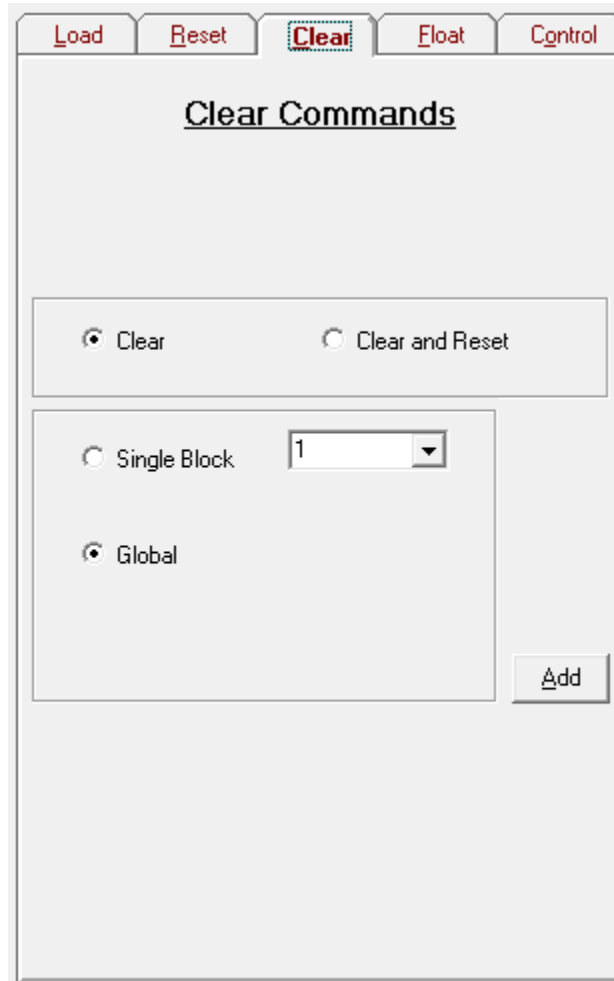 Load Reset Clear Float Control
Clear Commands
Clear Clear and Reset
Single Block 1
Global
Add